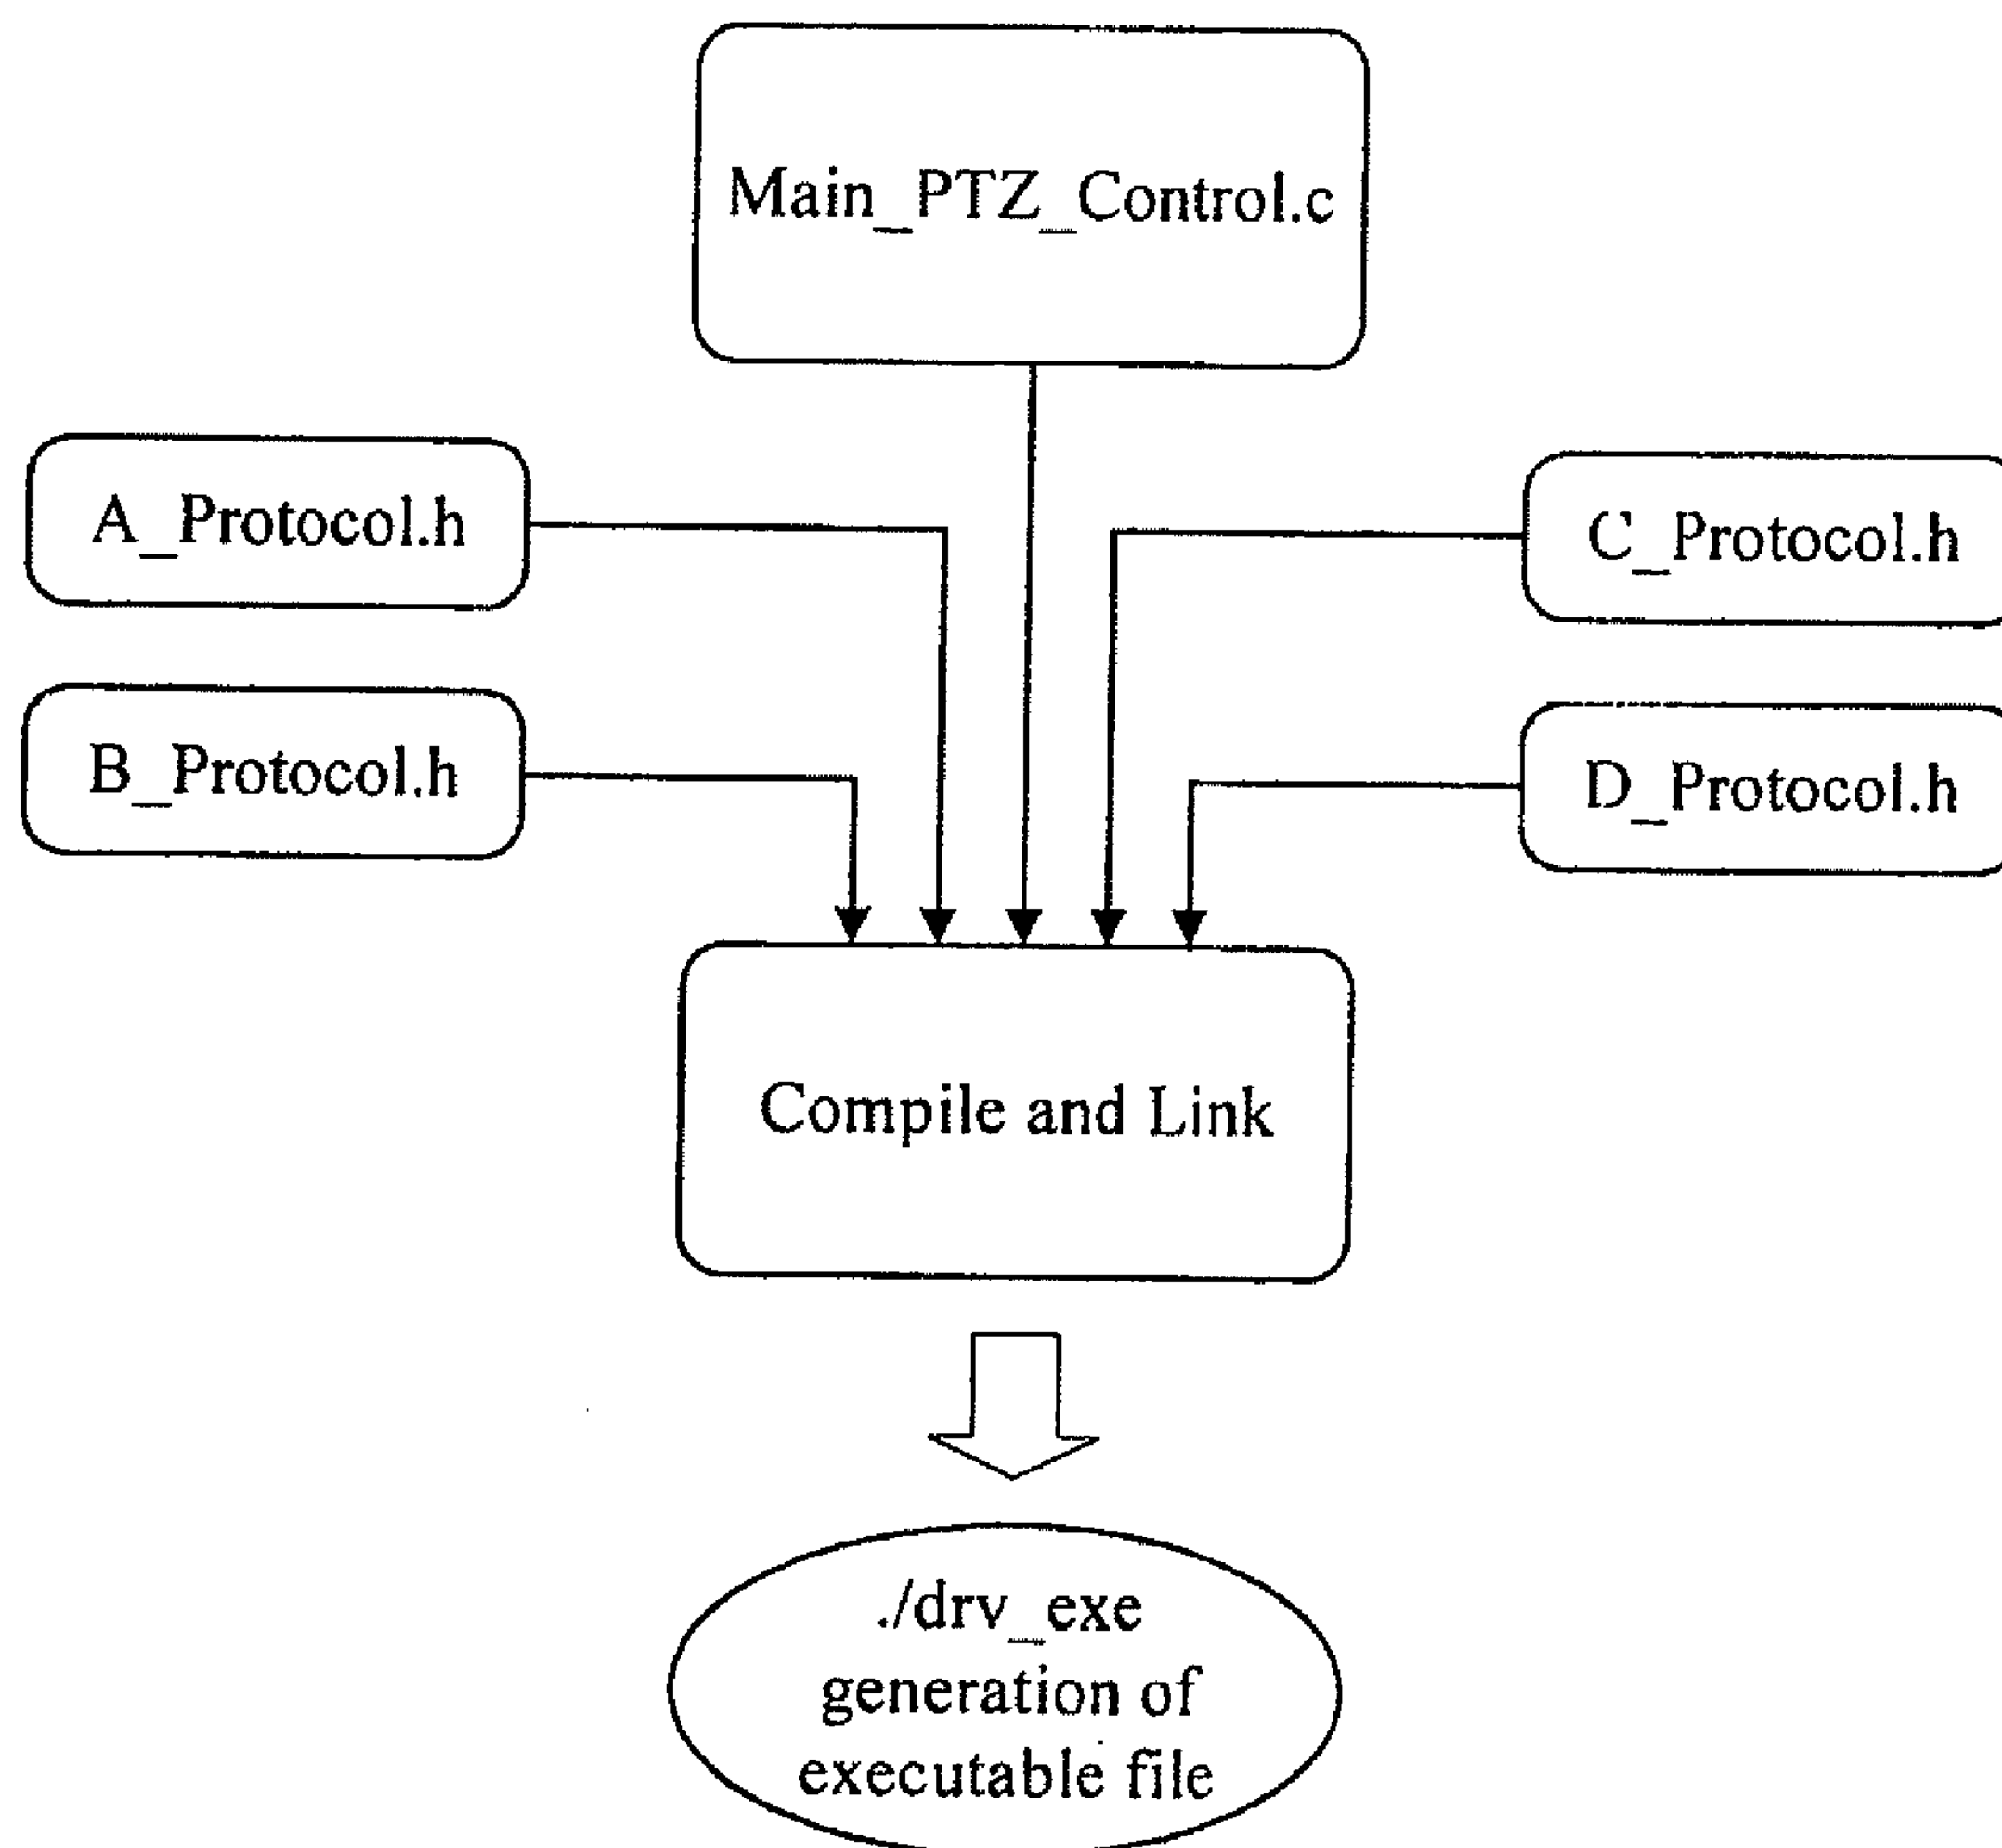 Main_PTZ_Control.c
A_Protocol.h
C_Protocol.h
B_Protocol.h
D_Protocol.h
Compile and Link
./drv_exe
generation of
executable file